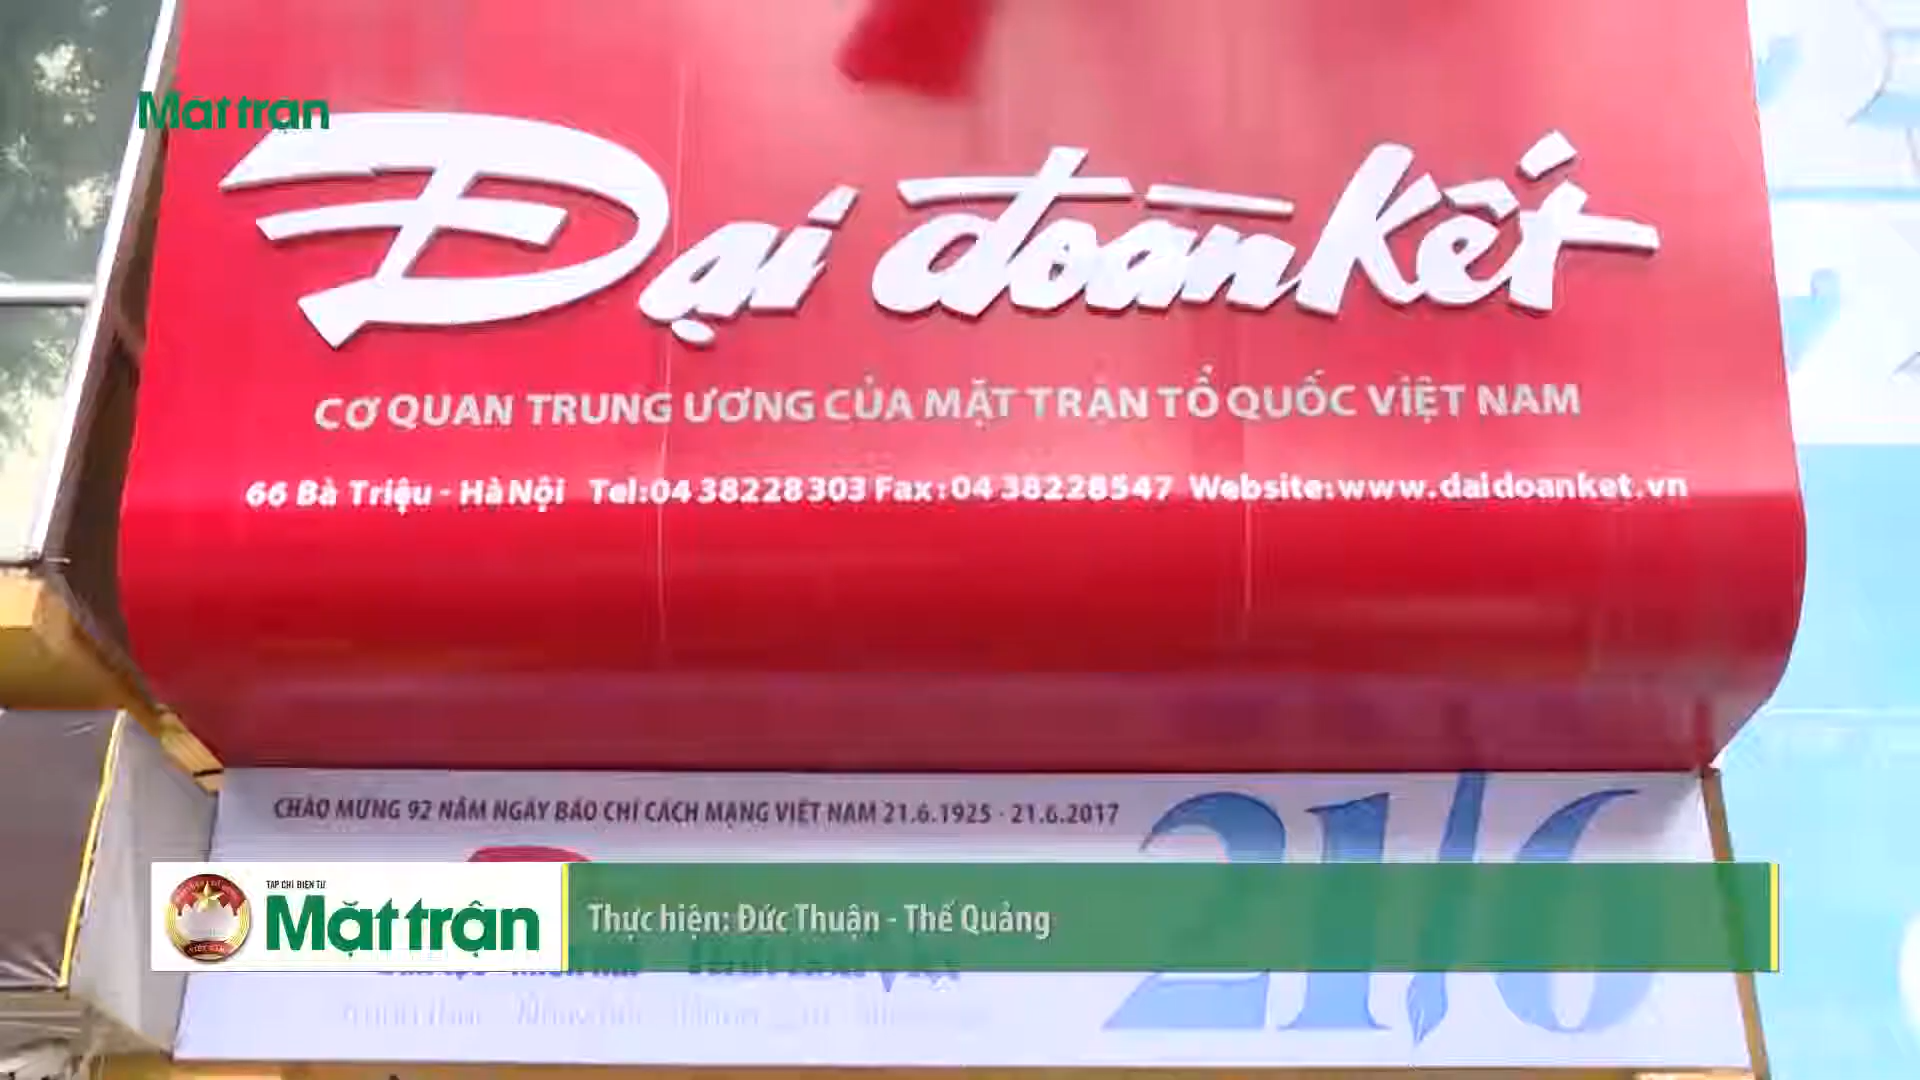 Mặt trận
Đại đoàn kết
CƠ QUAN TRUNG ƯƠNG CỦA MẶT TRẬN TỔ QUỐC VIỆT NAM
66 Bà Triệu - Hà Nội Tel:04 38228303 Fax:04 38228547 Website:www.daidoanket.vn
CHÀO MỪNG 92 NĂM NGÀY BÁO CHÍ CÁCH MẠNG VIỆT NAM 21.6.1925 - 21.6.2017
21/6
TẠP CHÍ ĐIỆN TỬ
Mặt trận
Thực hiện: Đức Thuận - Thế Quảng